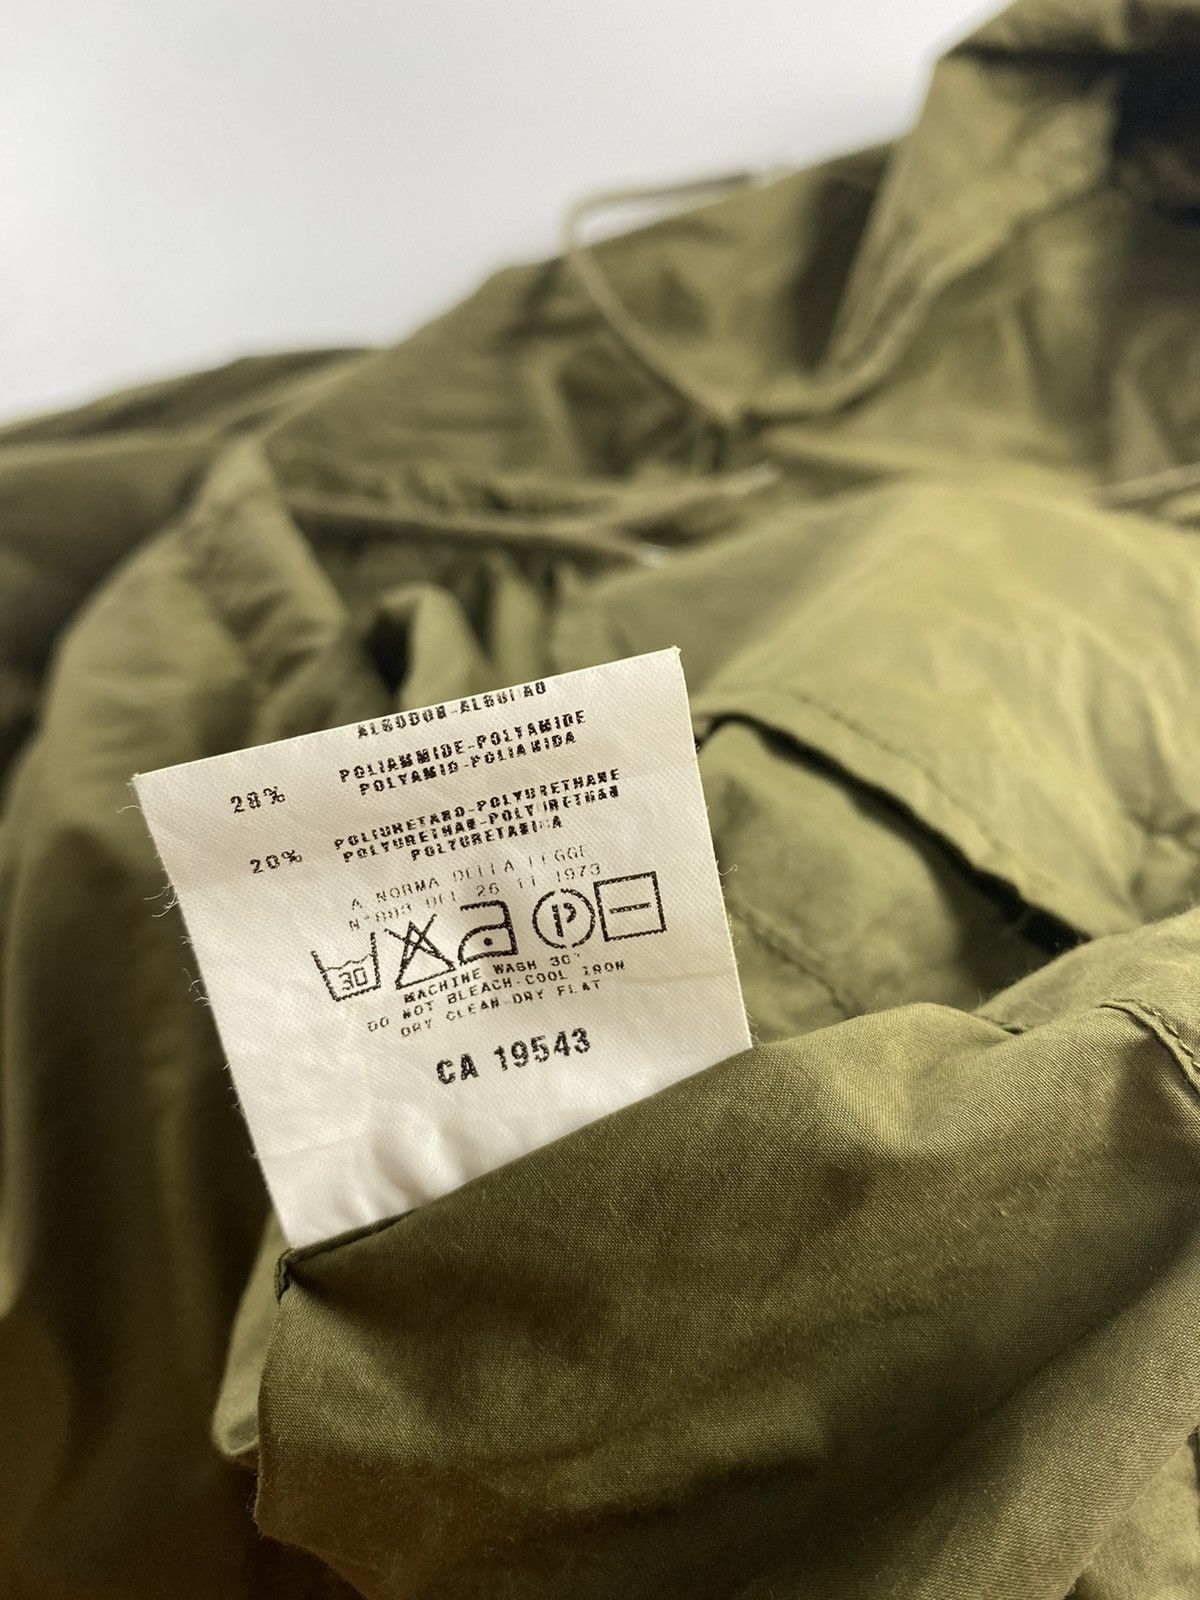 ALGODON-ALGODAO
28% POLIAMMIDE-POLYAMIDE
POLYAMID-POLIAMIDA
20% POLIURETANO-POLYURETHANE
POLYURETHAN-POLYURETHAN
POLYURETANICA
A NORMA DELLA LEGGE
N°883 DEL 26 11 1973
30 P
MACHINE WASH 30°
DO NOT BLEACH-COOL IRON
DRY CLEAN-DRY FLAT
CA 19543